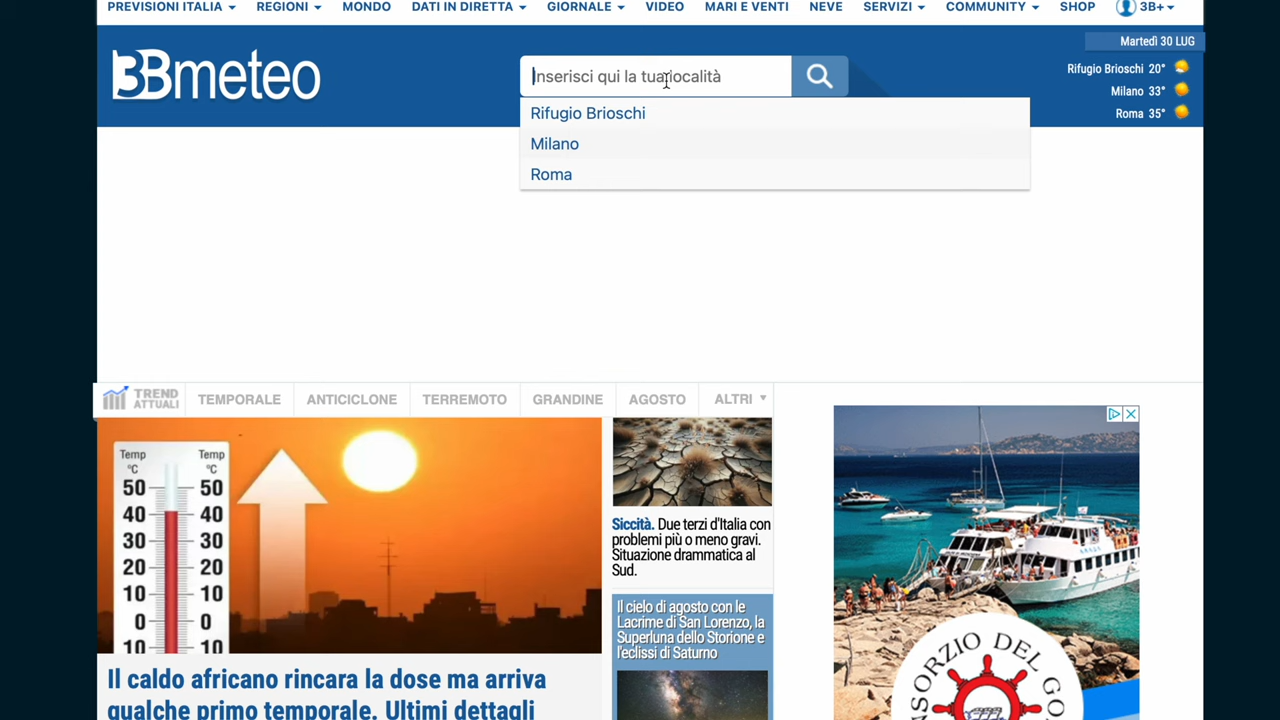 PREVISIONI ITALIA REGIONI MONDO DATI IN DIRETTA GIORNALE VIDEO MARI E VENTI NEVE SERVIZI COMMUNITY SHOP 3B+
Martedì 30 LUG
3Bmeteo
Inserisci qui la tua località
Rifugio Brioschi 20°
Milano 33°
Roma 35°
Rifugio Brioschi
Milano
Roma
TREND
ATTUALI
TEMPORALE ANTICICLONE TERREMOTO GRANDINE AGOSTO ALTRI
Temp Temp
°C °C
50 50
40 40
30 30
20 20
10 10
0 0
10 10
Il caldo africano rincara la dose ma arriva
qualche primo temporale. Ultimi dettagli
Siccità. Due terzi d'Italia con
problemi più o meno gravi.
Situazione drammatica al
Sud.
Il cielo di agosto con le
Lacrime di San Lorenzo, la
Superluna dello Storione e
l'eclissi di Saturno
ASORZIO DEL GO